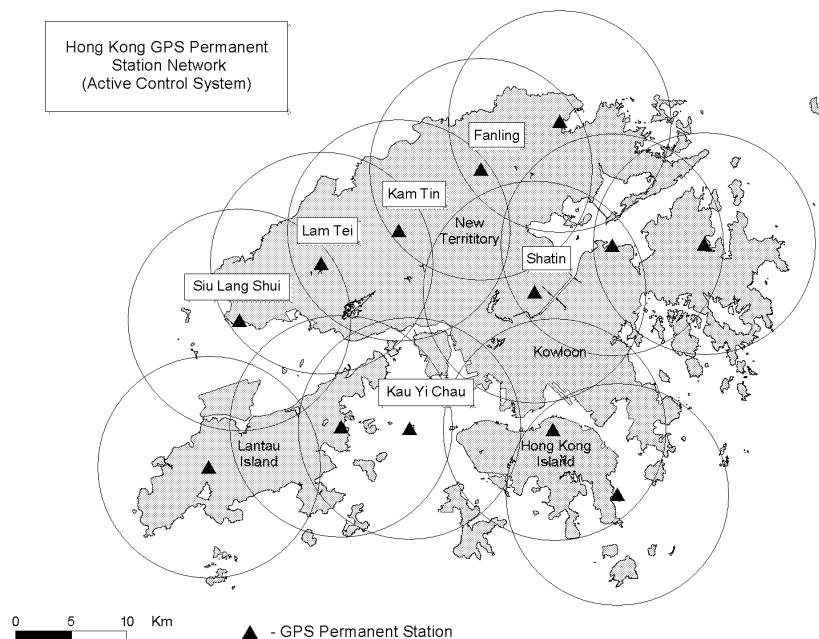 Hong Kong GPS Permanent
Station Network
(Active Control System)
Fanling
Kam Tin
New
Territitory
Lam Tei
Shatin
Siu Lang Shui
Kowloon
Kau Yi Chau
Lantau
Island
Hong Kong
Island
0 5 10 Km
- GPS Permanent Station